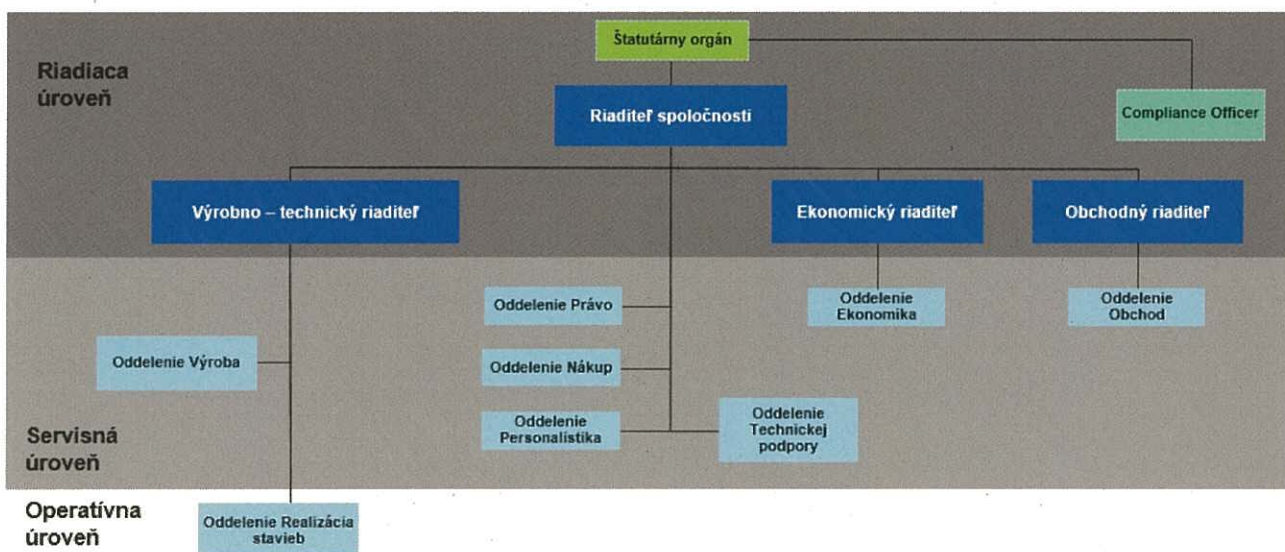 Štatutárny orgán
Riadiaca
úroveň
Riaditeľ spoločnosti
Compliance Officer
Výrobno – technický riaditeľ
Ekonomický riaditeľ
Obchodný riaditeľ
Oddelenie Právo
Oddelenie
Ekonomika
Oddelenie
Obchod
Oddelenie Výroba
Oddelenie Nákup
Oddelenie
Personalistika
Oddelenie
Technickej
podpory
Servisná
úroveň
Operatívna
úroveň
Oddelenie Realizácia
stavieb